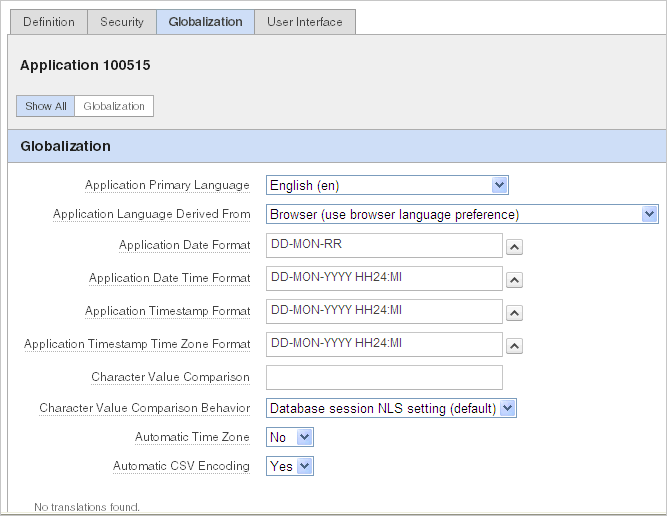 Definition Security Globalization User Interface
Application 100515
Show All Globalization
Globalization
Application Primary Language English (en)
Application Language Derived From Browser (use browser language preference)
Application Date Format DD-MON-RR
Application Date Time Format DD-MON-YYYY HH24:MI
Application Timestamp Format DD-MON-YYYY HH24:MI
Application Timestamp Time Zone Format DD-MON-YYYY HH24:MI
Character Value Comparison
Character Value Comparison Behavior Database session NLS setting (default)
Automatic Time Zone No
Automatic CSV Encoding Yes
No translations found.